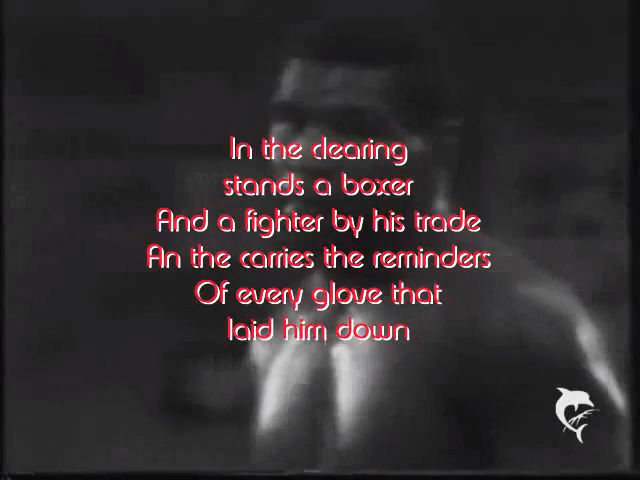 In the clearing
stands a boxer
And a fighter by his trade
An the carries the reminders
Of every glove that
laid him down